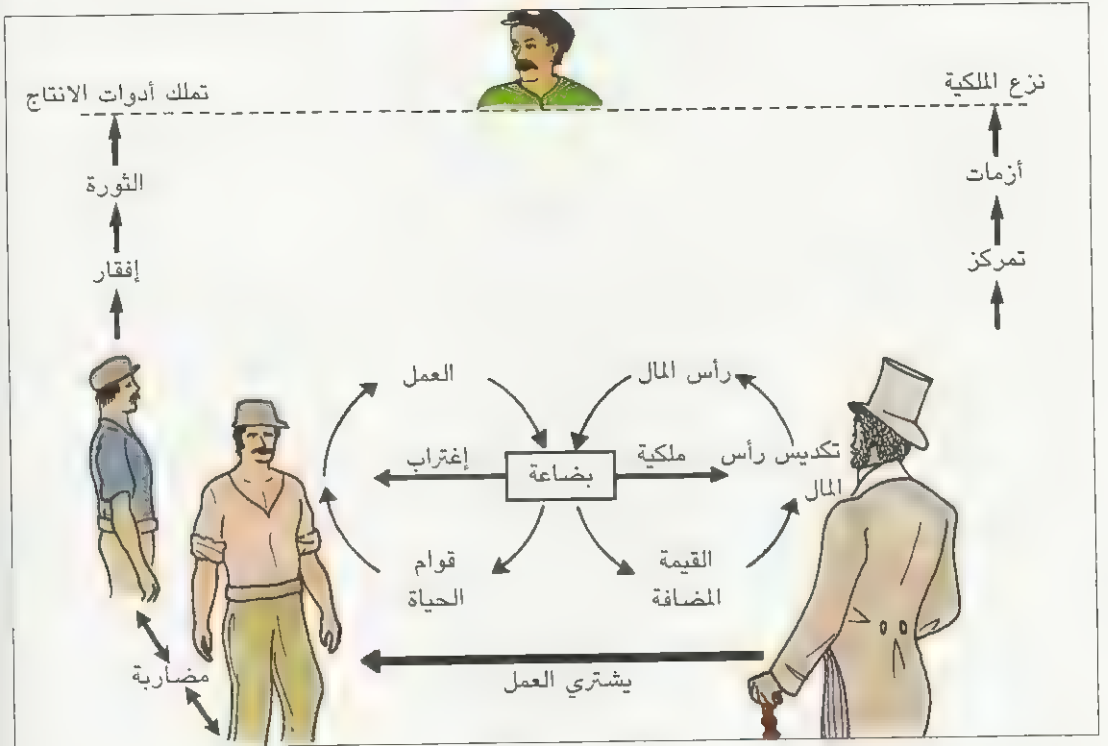 نزع الملكية
تملك أدوات الانتاج
أزمات
الثورة
تمركز
إفقار
رأس المال
العمل
تكديس رأس
المال
ملكية
بضاعة
إغتراب
القيمة
المضافة
قوام
الحياة
يشتري العمل
مضاربة